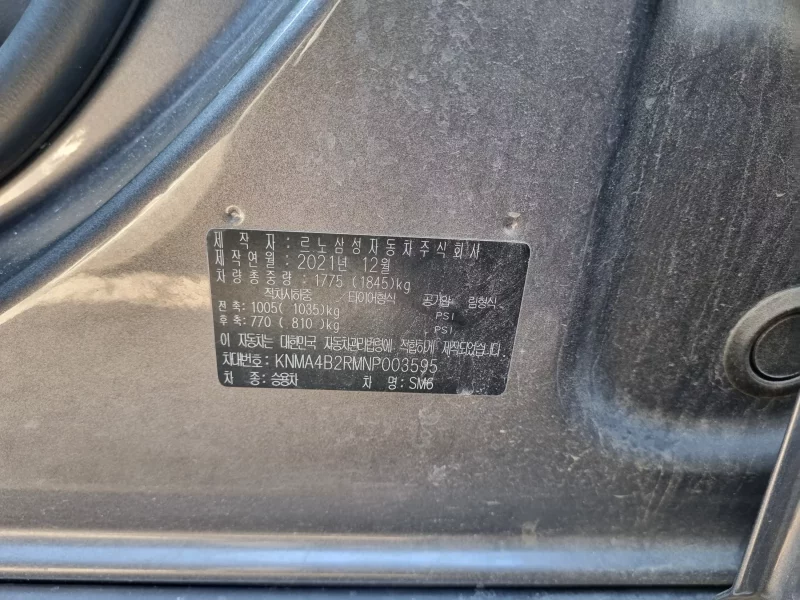 제 작 자 : 르노삼성자동차주식회사
제작연월 : 2021년 12월
차량총중량 : 1775 (1845)kg
적차시하중 타이어형식 공기압 림형식
전 축 : 1005( 1035)kg , PSI
후 축 : 770 ( 810)kg , PSI
이 자동차는 대한민국 자동차관리법령에 적합하게 제작되었습니다.
차대번호 : KNMA4B2RMNP003595
차 종 : 승용차 차 명 : SM6